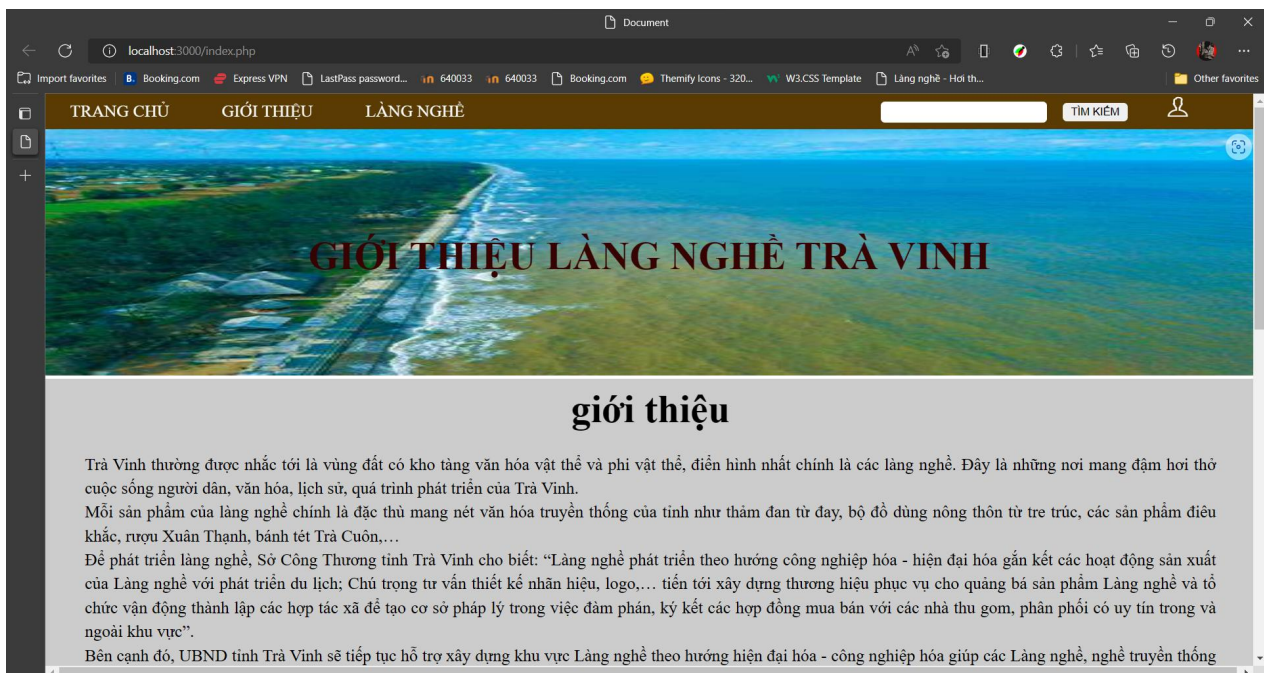 Document
localhost:3000/index.php
Import favorites B. Booking.com Express VPN LastPass password... 640033 640033 Booking.com Themify Icons - 320... W3.CSS Template Làng nghề - Hơi th... Other favorites
TRANG CHỦ GIỚI THIỆU LÀNG NGHỀ TÌM KIẾM
GIỚI THIỆU LÀNG NGHỀ TRÀ VINH
giới thiệu
Trà Vinh thường được nhắc tới là vùng đất có kho tàng văn hóa vật thể và phi vật thể, điển hình nhất chính là các làng nghề. Đây là những nơi mang đậm hơi thở
cuộc sống người dân, văn hóa, lịch sử, quá trình phát triển của Trà Vinh.
Mỗi sản phẩm của làng nghề chính là đặc thù mang nét văn hóa truyền thống của tỉnh như thảm đan từ đay, bộ đồ dùng nông thôn từ tre trúc, các sản phẩm điêu
khắc, rượu Xuân Thạnh, bánh tét Trà Cuôn,…
Để phát triển làng nghề, Sở Công Thương tỉnh Trà Vinh cho biết: “Làng nghề phát triển theo hướng công nghiệp hóa - hiện đại hóa gắn kết các hoạt động sản xuất
của Làng nghề với phát triển du lịch; Chú trọng tư vấn thiết kế nhãn hiệu, logo,… tiến tới xây dựng thương hiệu phục vụ cho quảng bá sản phẩm Làng nghề và tổ
chức vận động thành lập các hợp tác xã để tạo cơ sở pháp lý trong việc đàm phán, ký kết các hợp đồng mua bán với các nhà thu gom, phân phối có uy tín trong và
ngoài khu vực”.
Bên cạnh đó, UBND tỉnh Trà Vinh sẽ tiếp tục hỗ trợ xây dựng khu vực Làng nghề theo hướng hiện đại hóa - công nghiệp hóa giúp các Làng nghề, nghề truyền thống